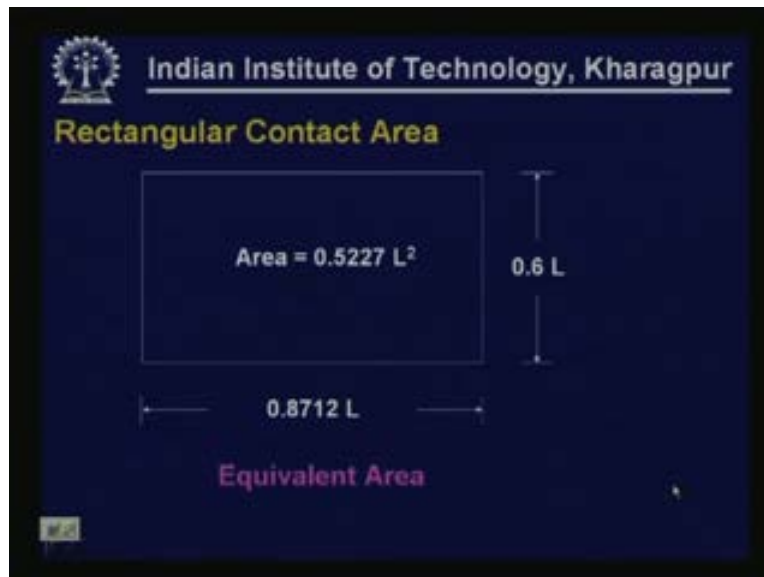 Indian Institute of Technology, Kharagpur
Rectangular Contact Area
Area = 0.5227 L²
0.6 L
0.8712 L
Equivalent Area